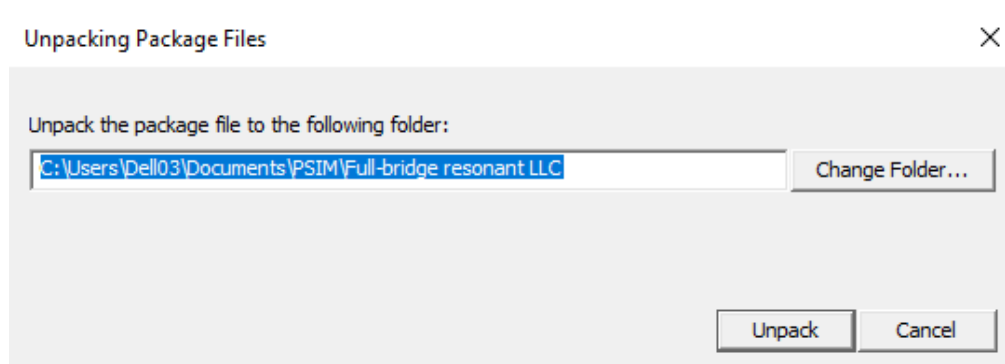 Unpacking Package Files
Unpack the package file to the following folder:
C:\Users\Dell03\Documents\PSIM\Full-bridge resonant LLC
Change Folder...
Unpack
Cancel